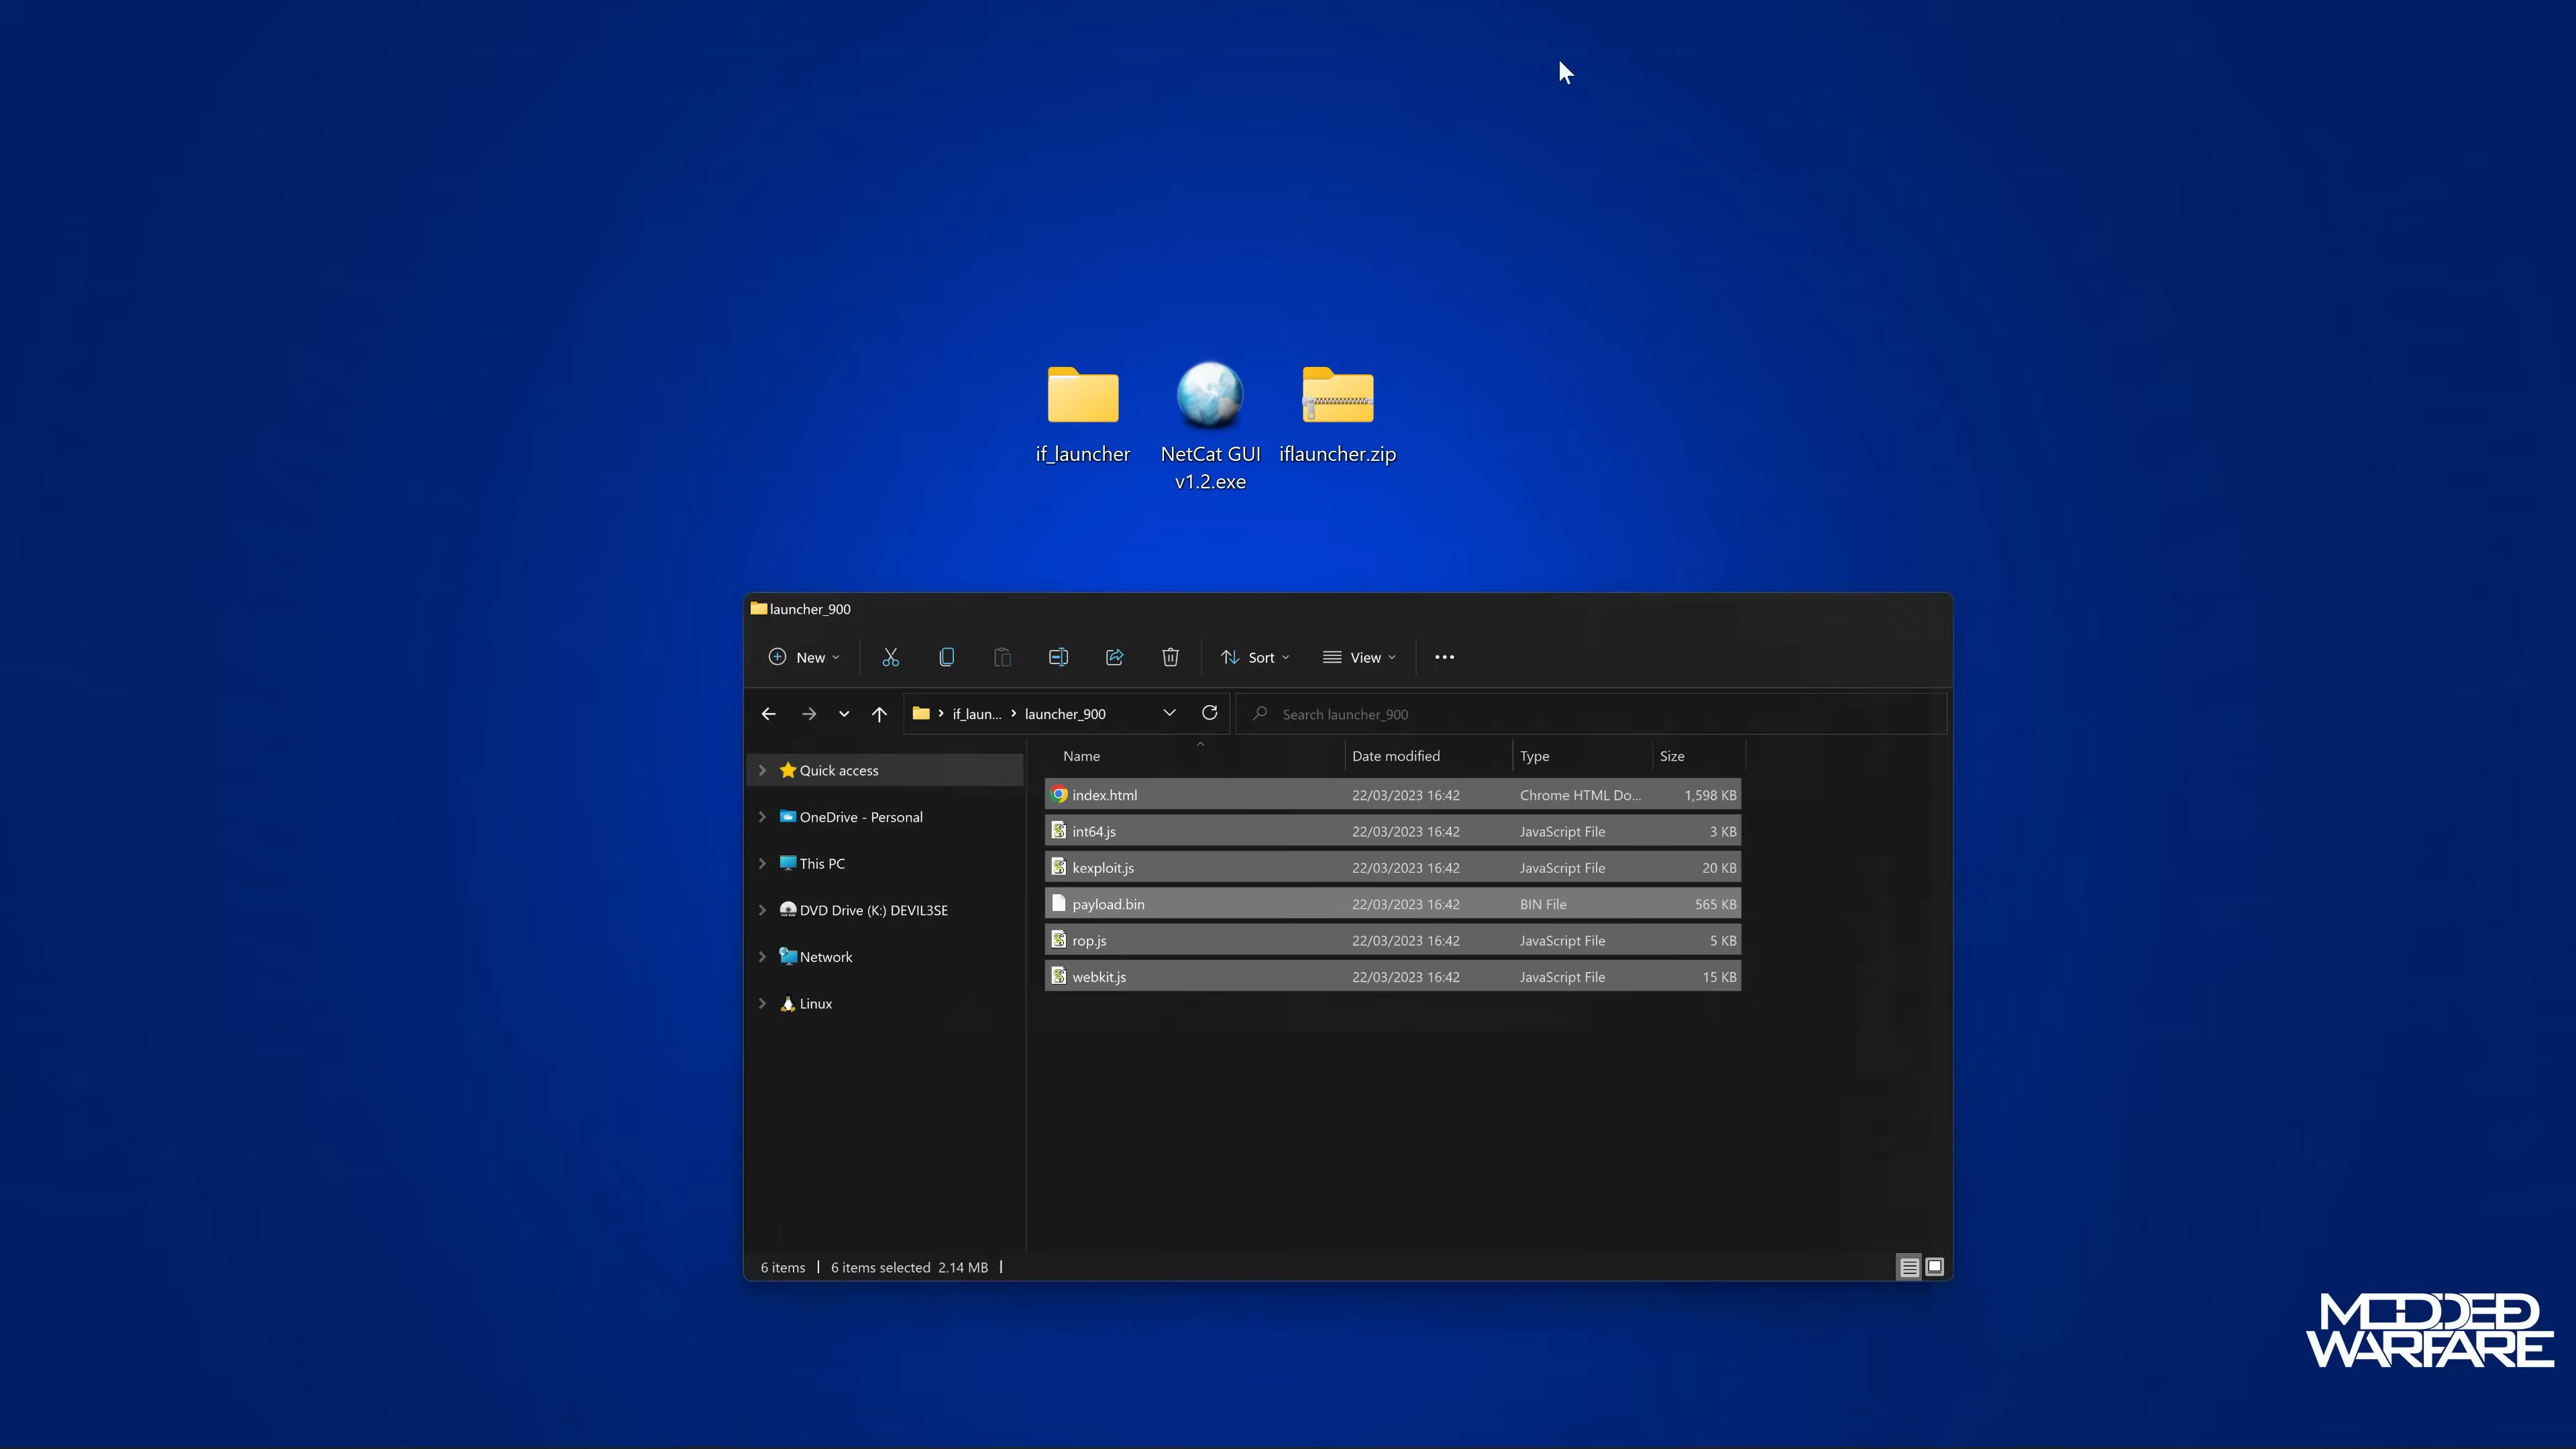 if_launcher
NetCat GUI
v1.2.exe
iflauncher.zip
launcher_900
New
Sort
View
if_laun... launcher_900
Search launcher_900
Name Date modified Type Size
Quick access
OneDrive - Personal
This PC
DVD Drive (K:) DEVIL3SE
Network
Linux
index.html 22/03/2023 16:42 Chrome HTML Do... 1,598 KB
int64.js 22/03/2023 16:42 JavaScript File 3 KB
kexploit.js 22/03/2023 16:42 JavaScript File 20 KB
payload.bin 22/03/2023 16:42 BIN File 565 KB
rop.js 22/03/2023 16:42 JavaScript File 5 KB
webkit.js 22/03/2023 16:42 JavaScript File 15 KB
6 items 6 items selected 2.14 MB
MODDED
WARFARE